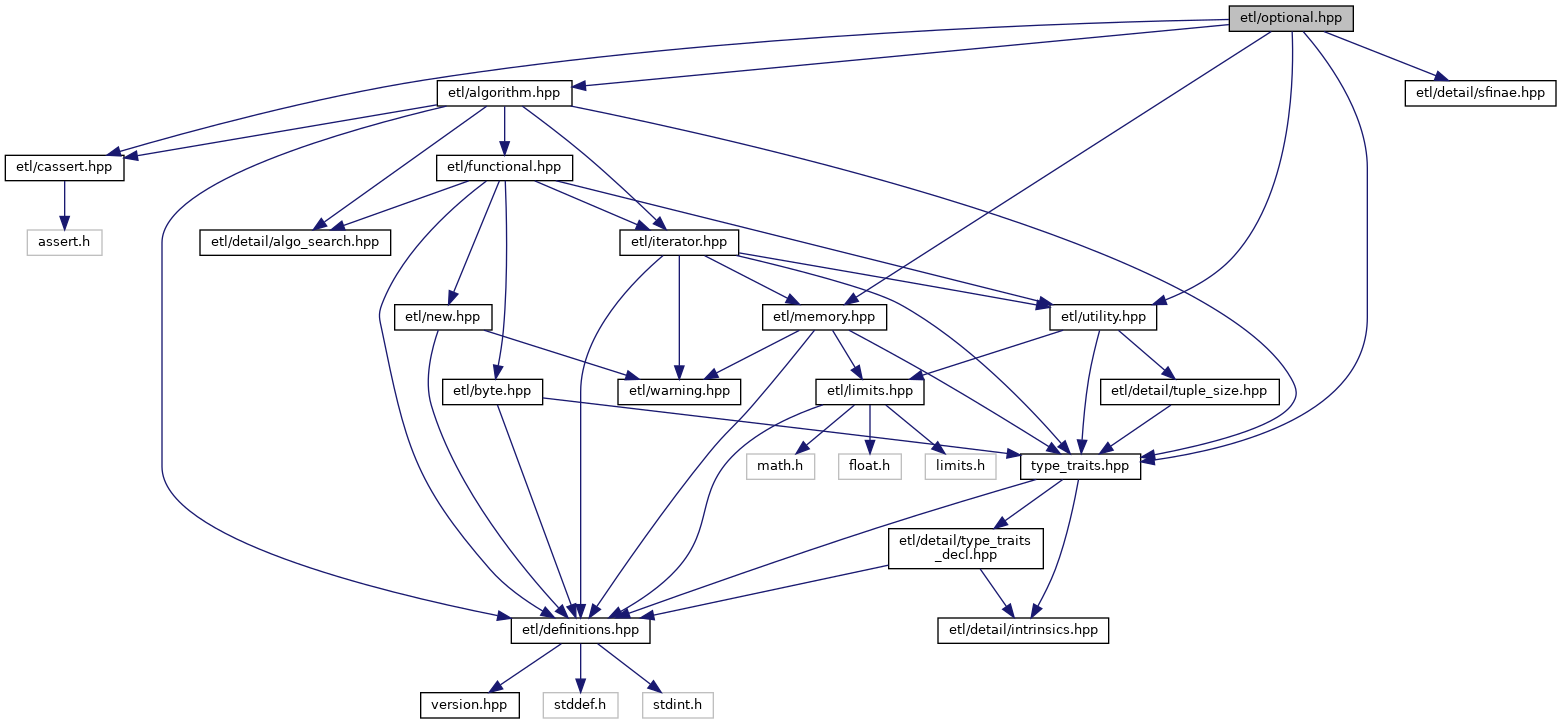 etl/optional.hpp
etl/algorithm.hpp
etl/detail/sfinae.hpp
etl/cassert.hpp
etl/functional.hpp
assert.h
etl/detail/algo_search.hpp
etl/iterator.hpp
etl/new.hpp
etl/memory.hpp
etl/utility.hpp
etl/byte.hpp
etl/warning.hpp
etl/limits.hpp
etl/detail/tuple_size.hpp
math.h
float.h
limits.h
type_traits.hpp
etl/detail/type_traits
_decl.hpp
etl/definitions.hpp
etl/detail/intrinsics.hpp
version.hpp
stddef.h
stdint.h